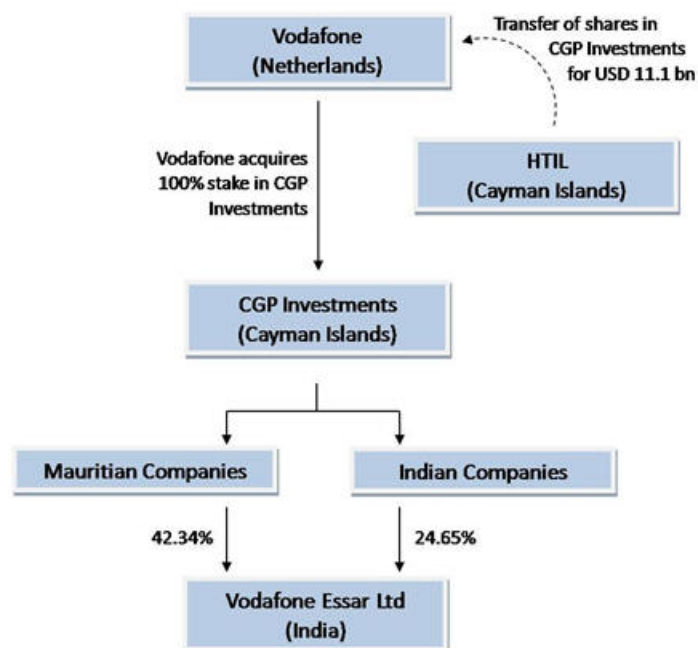 Vodafone
(Netherlands)
Transfer of shares in
CGP Investments
for USD 11.1 bn
HTIL
(Cayman Islands)
Vodafone acquires
100% stake in CGP
Investments
CGP Investments
(Cayman Islands)
Mauritian Companies
Indian Companies
42.34%
24.65%
Vodafone Essar Ltd
(India)